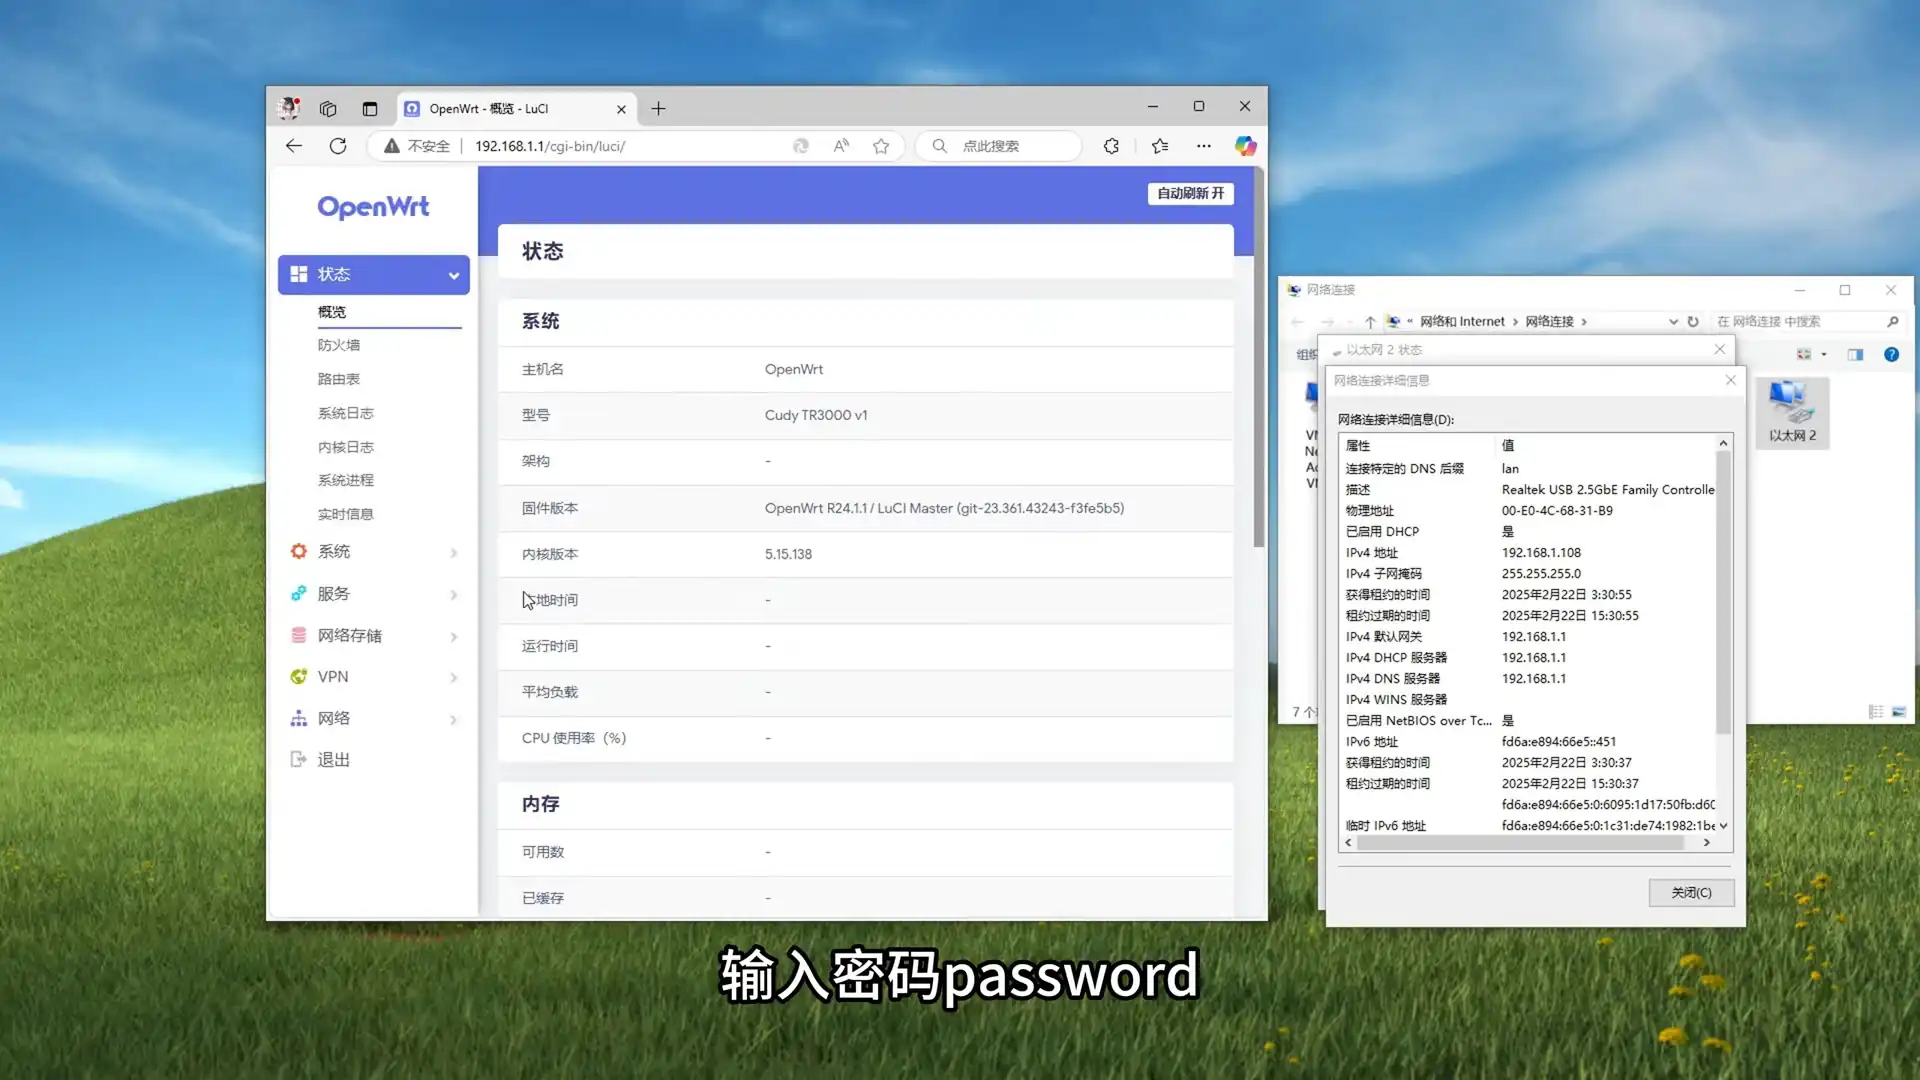 OpenWrt - 概览 - LuCI
不安全
192.168.1.1/cgi-bin/luci/
点此搜索
OpenWrt
自动刷新 开
状态
概览
防火墙
路由表
系统日志
内核日志
系统进程
实时信息
系统
服务
网络存储
VPN
网络
退出
状态
系统
主机名 OpenWrt
型号 Cudy TR3000 v1
架构 -
固件版本 OpenWrt R24.1.1 / LuCI Master (git-23.361.43243-f3fe5b5)
内核版本 5.15.138
地时间 -
运行时间 -
平均负载 -
CPU 使用率（%） -
内存
可用数 -
已缓存 -
网络连接
« 网络和 Internet › 网络连接 ›
在 网络连接 中搜索
组织
以太网 2
7 个
以太网 2 状态
网络连接详细信息
网络连接详细信息(D):
属性 值
连接特定的 DNS 后缀 lan
描述 Realtek USB 2.5GbE Family Controlle
物理地址 00-E0-4C-68-31-B9
已启用 DHCP 是
IPv4 地址 192.168.1.108
IPv4 子网掩码 255.255.255.0
获得租约的时间 2025年2月22日 3:30:55
租约过期的时间 2025年2月22日 15:30:55
IPv4 默认网关 192.168.1.1
IPv4 DHCP 服务器 192.168.1.1
IPv4 DNS 服务器 192.168.1.1
IPv4 WINS 服务器
已启用 NetBIOS over Tc... 是
IPv6 地址 fd6a:e894:66e5::451
获得租约的时间 2025年2月22日 3:30:37
租约过期的时间 2025年2月22日 15:30:37
fd6a:e894:66e5:0:6095:1d17:50fb:d60
临时 IPv6 地址 fd6a:e894:66e5:0:1c31:de74:1982:1be
关闭(C)
输入密码password